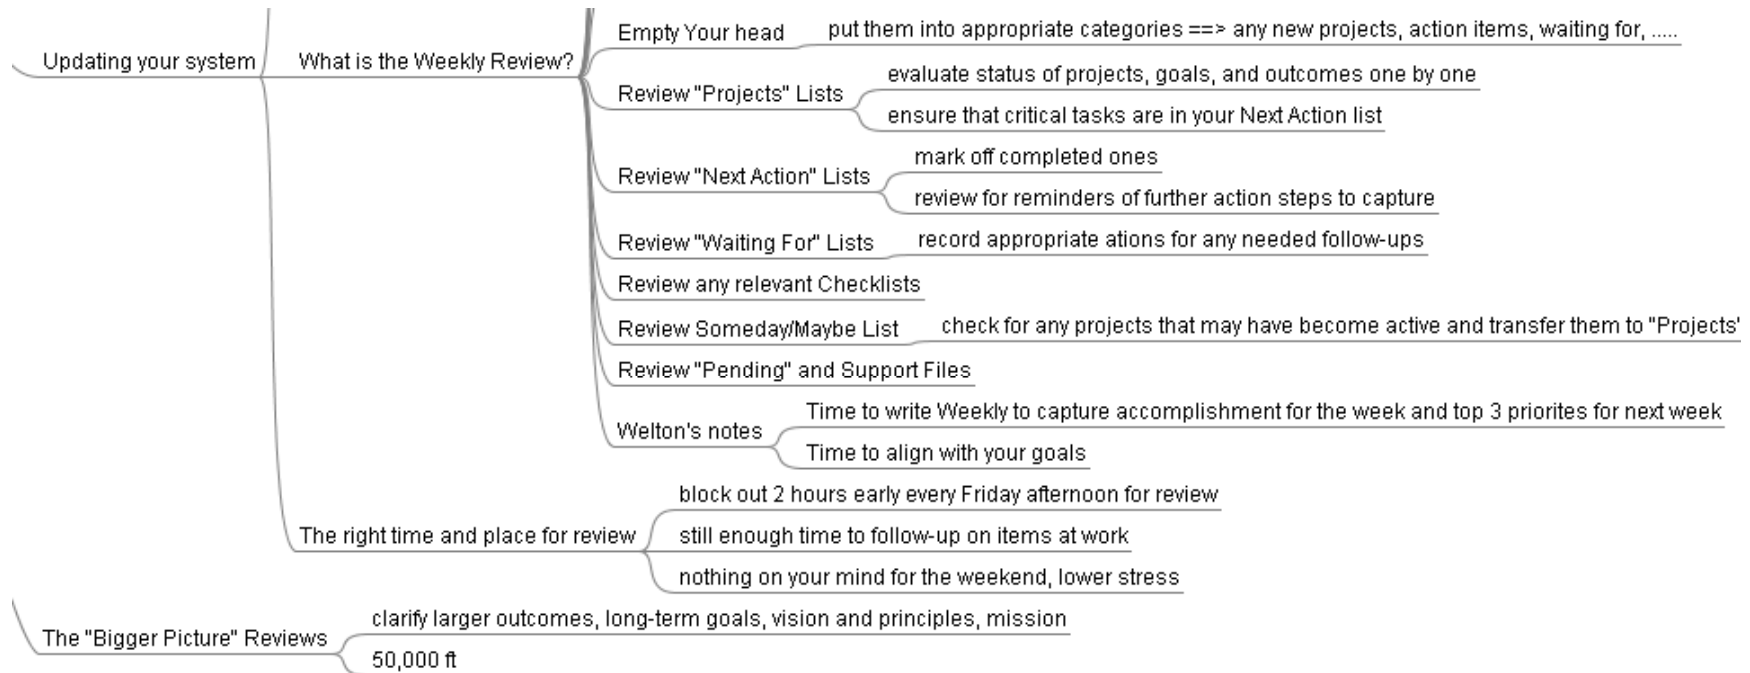 Updating your system
What is the Weekly Review?
Empty Your head
put them into appropriate categories ==> any new projects, action items, waiting for, .....
Review "Projects" Lists
evaluate status of projects, goals, and outcomes one by one
ensure that critical tasks are in your Next Action list
Review "Next Action" Lists
mark off completed ones
review for reminders of further action steps to capture
Review "Waiting For" Lists
record appropriate ations for any needed follow-ups
Review any relevant Checklists
Review Someday/Maybe List
check for any projects that may have become active and transfer them to "Projects"
Review "Pending" and Support Files
Welton's notes
Time to write Weekly to capture accomplishment for the week and top 3 priorites for next week
Time to align with your goals
The right time and place for review
block out 2 hours early every Friday afternoon for review
still enough time to follow-up on items at work
nothing on your mind for the weekend, lower stress
The "Bigger Picture" Reviews
clarify larger outcomes, long-term goals, vision and principles, mission
50,000 ft